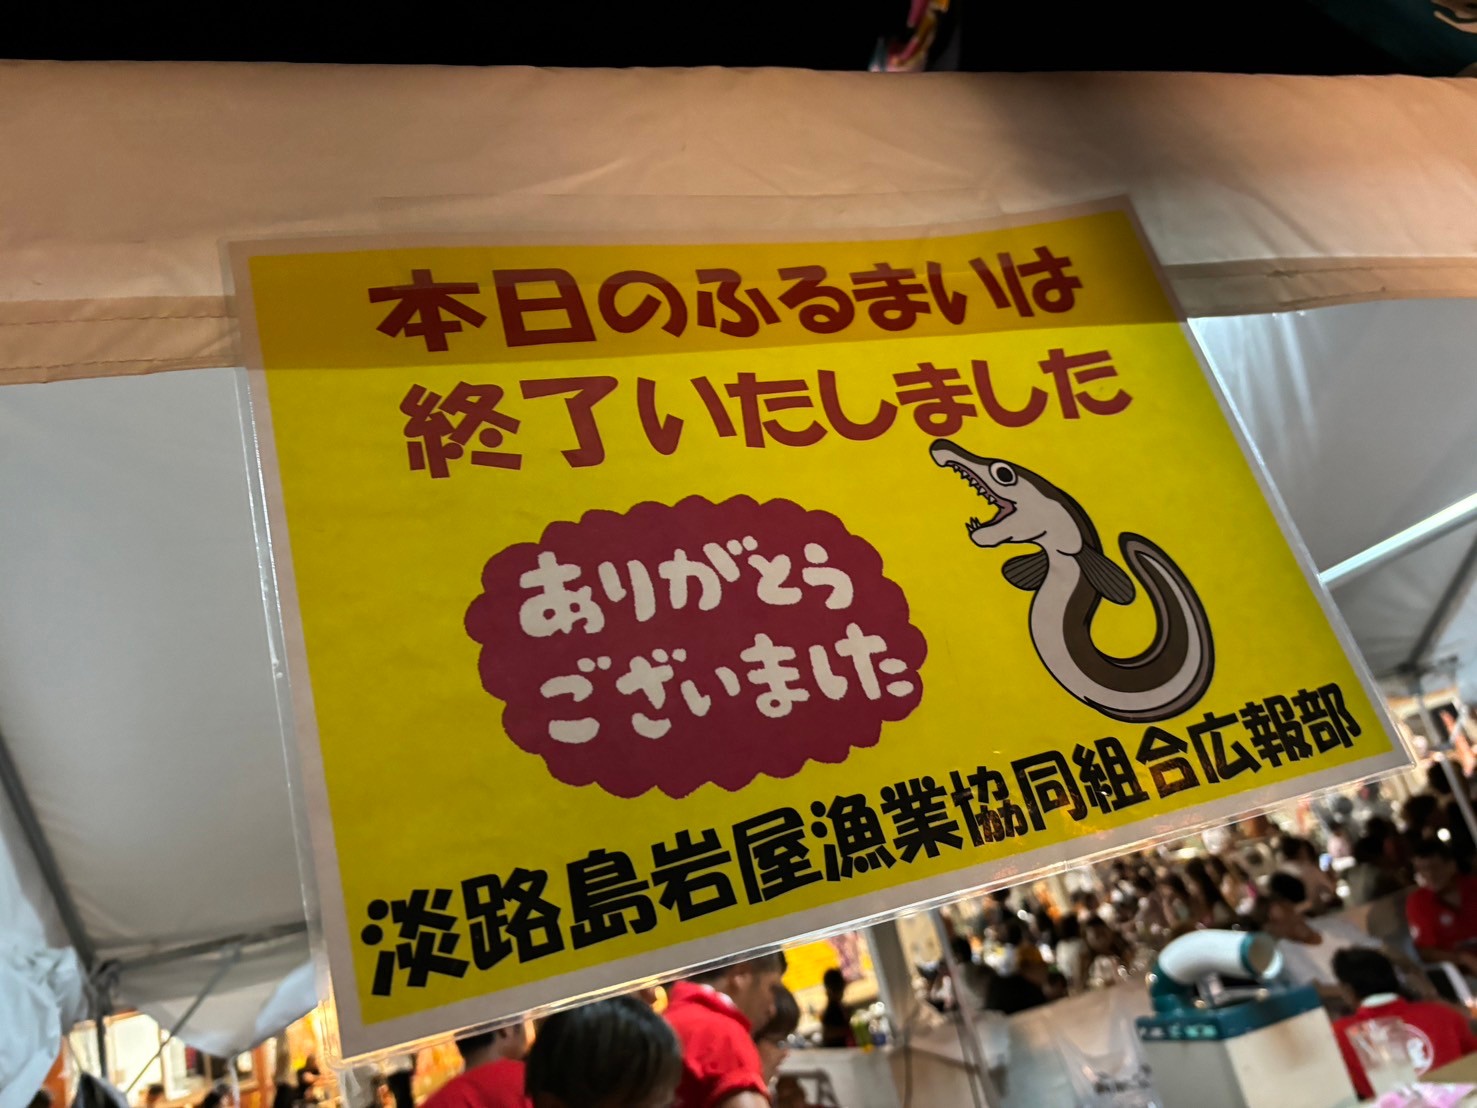 本日のふるまいは
終了いたしました
ありがとう
ございました
淡路島岩屋漁業協同組合広報部